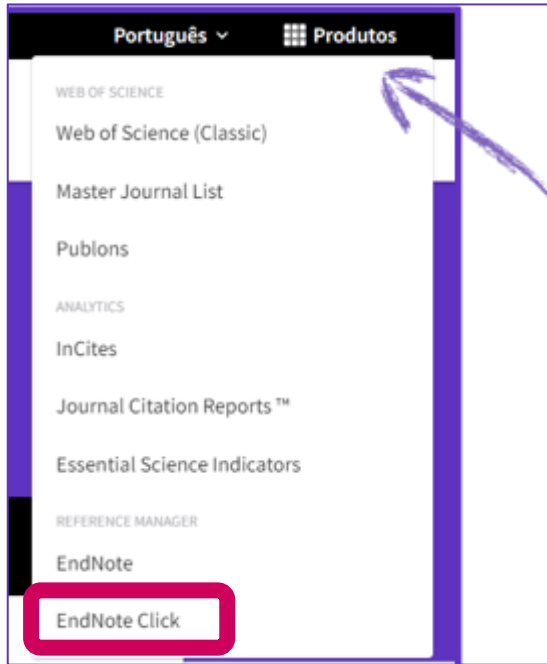 Português Produtos
WEB OF SCIENCE
Web of Science (Classic)
Master Journal List
Publons
ANALYTICS
InCites
Journal Citation Reports ™
Essential Science Indicators
REFERENCE MANAGER
EndNote
EndNote Click